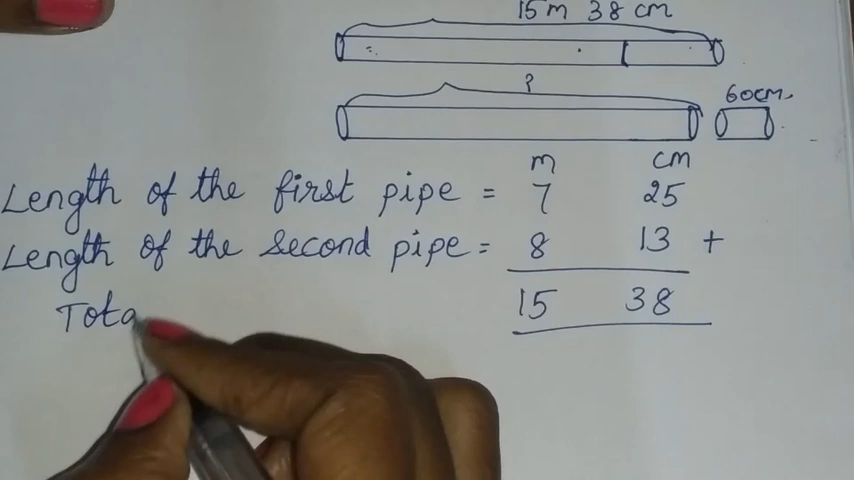 15m 38 cm
?
60cm.
m cm
Length of the first pipe = 7 25
Length of the second pipe = 8 13 +
Tota 15 38